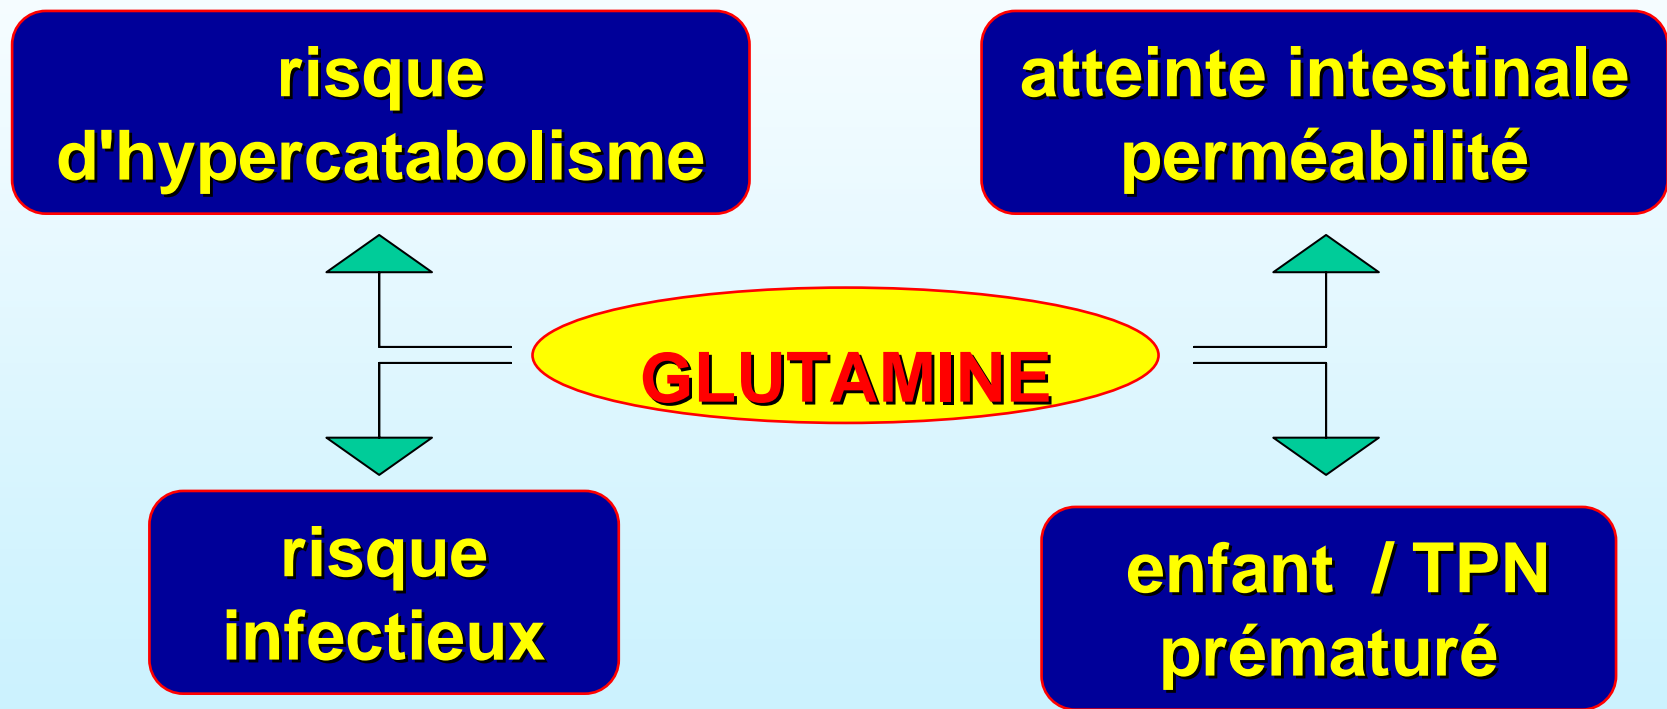 risque
d'hypercatabolisme
atteinte intestinale
perméabilité
GLUTAMINE
risque
infectieux
enfant / TPN
prématuré